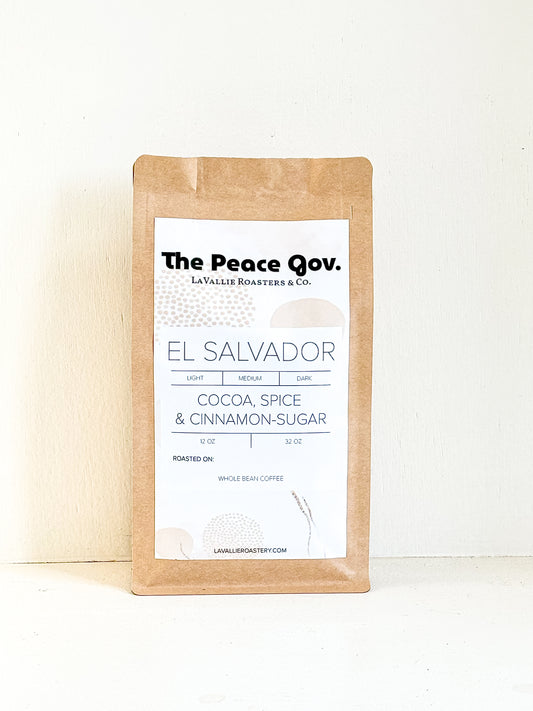 The Peace Gov.
LAVALLIE ROASTERS & CO.
EL SALVADOR
LIGHT MEDIUM DARK
COCOA, SPICE
& CINNAMON-SUGAR
12 OZ 32 OZ
ROASTED ON:
WHOLE BEAN COFFEE
LAVALLIEROASTERY.COM